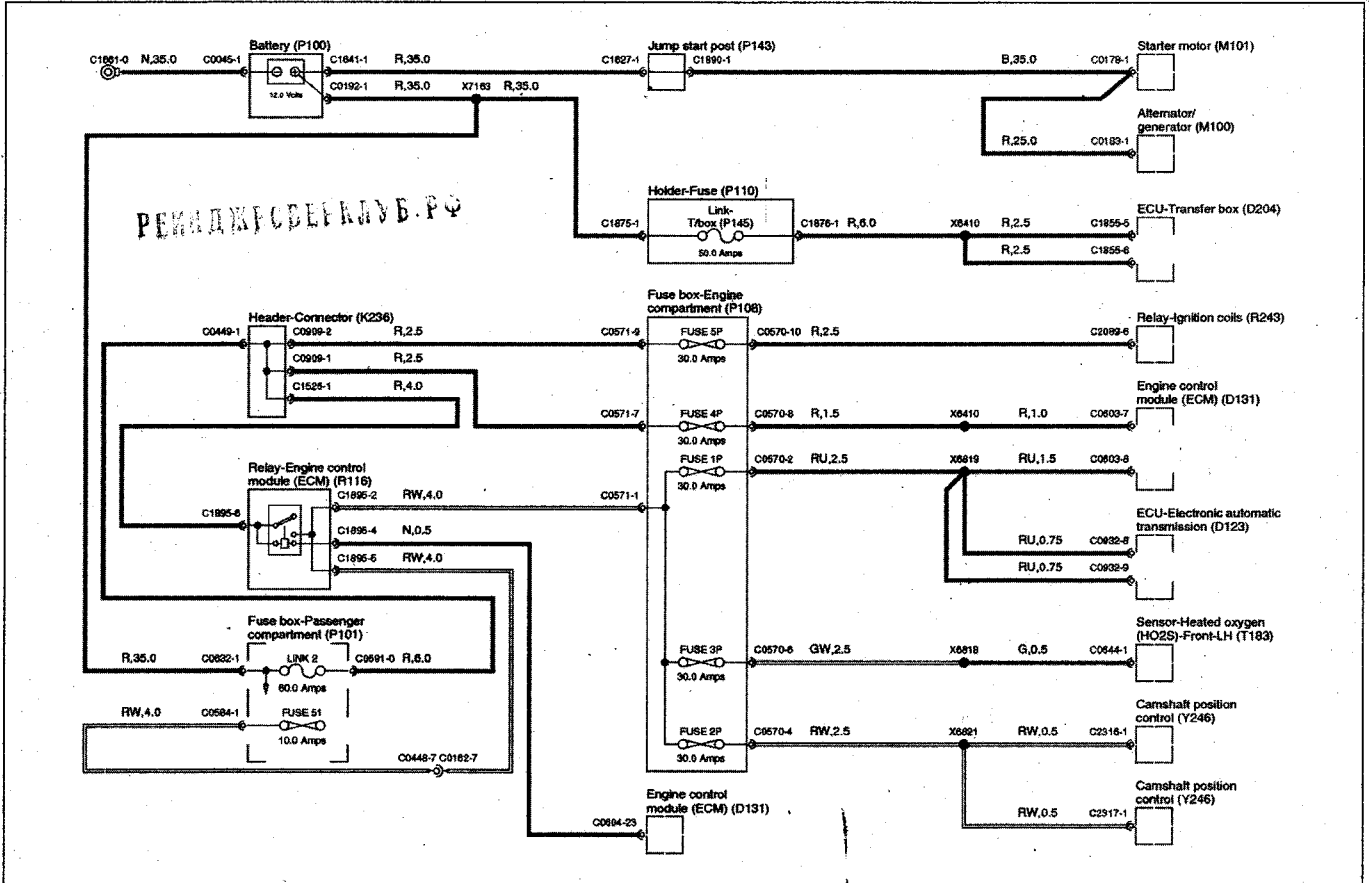 Battery (P100)
Jump start post (P143)
Starter motor (M101)
C1661-0 N,35.0 C0045-1
C1641-1 R,35.0
C1627-1
C1890-1
B,35.0 C0178-1
12.0 Volts
C0192-1 R,35.0 X7163 R,35.0
Alternator/
generator (M100)
R,25.0 C0183-1
Holder-Fuse (P110)
Link-
T/box (P145)
50.0 Amps
C1875-1
C1876-1 R,6.0 X6410 R,2.5 C1855-5
R,2.5 C1855-6
ECU-Transfer box (D204)
Fuse box-Engine
compartment (P108)
Header-Connector (K236)
C0449-1
C0909-2 R,2.5
C0571-9
FUSE 5P
30.0 Amps
C0570-10 R,2.5
C2089-6
Relay-Ignition coils (R243)
C0909-1 R,2.5
C1526-1 R,4.0
C0571-7
FUSE 4P
30.0 Amps
C0570-8 R,1.5 X6410 R,1.0 C0603-7
Engine control
module (ECM) (D131)
FUSE 1P
30.0 Amps
C0570-2 RU,2.5 X6819 RU,1.5 C0603-8
Relay-Engine control
module (ECM) (R116)
C1895-2 RW,4.0
C0571-1
C1895-6
C1895-4 N,0.5
C1895-5 RW,4.0
ECU-Electronic automatic
transmission (D123)
RU,0.75 C0932-8
RU,0.75 C0932-9
Fuse box-Passenger
compartment (P101)
R,35.0 C0632-1
LINK 2
60.0 Amps
C0591-0 R,6.0
RW,4.0 C0584-1
FUSE 51
10.0 Amps
C0448-7 C0162-7
FUSE 3P
30.0 Amps
C0570-6 GW,2.5 X6818 G,0.5 C0644-1
Sensor-Heated oxygen
(HO2S)-Front-LH (T183)
FUSE 2P
30.0 Amps
C0570-4 RW,2.5 X6821 RW,0.5 C2316-1
Camshaft position
control (Y246)
RW,0.5 C2317-1
Camshaft position
control (Y246)
Engine control
module (ECM) (D131)
C0604-23